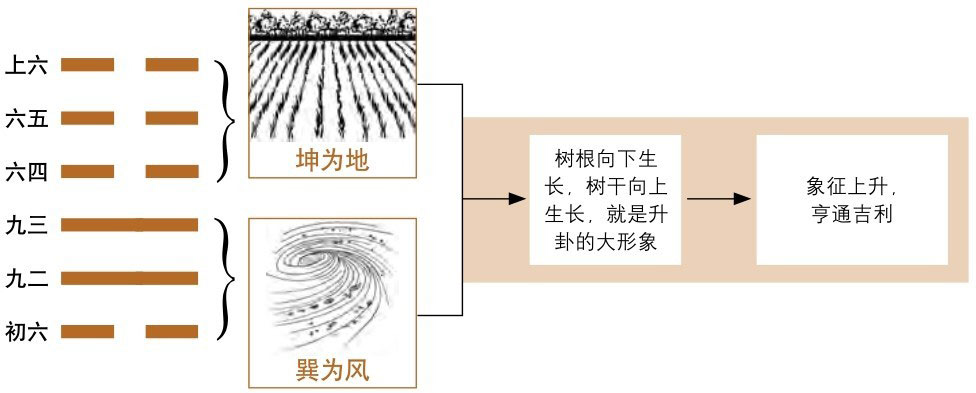 上六
六五
六四
九三
九二
初六
坤为地
巽为风
树根向下生
长，树干向上
生长，就是升
卦的大形象
象征上升，
亨通吉利